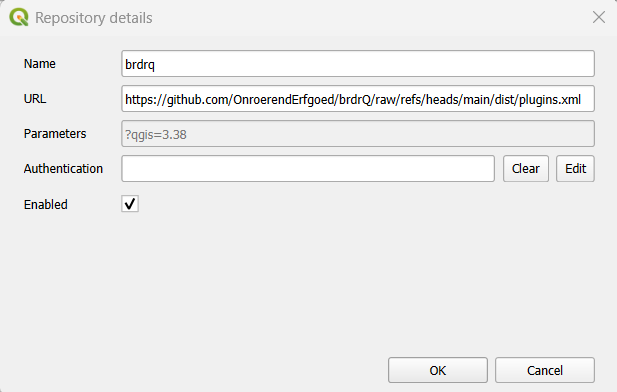 Repository details
Name brdrq
URL https://github.com/OnroerendErfgoed/brdrQ/raw/refs/heads/main/dist/plugins.xml
Parameters ?qgis=3.38
Authentication Clear Edit
Enabled
OK Cancel